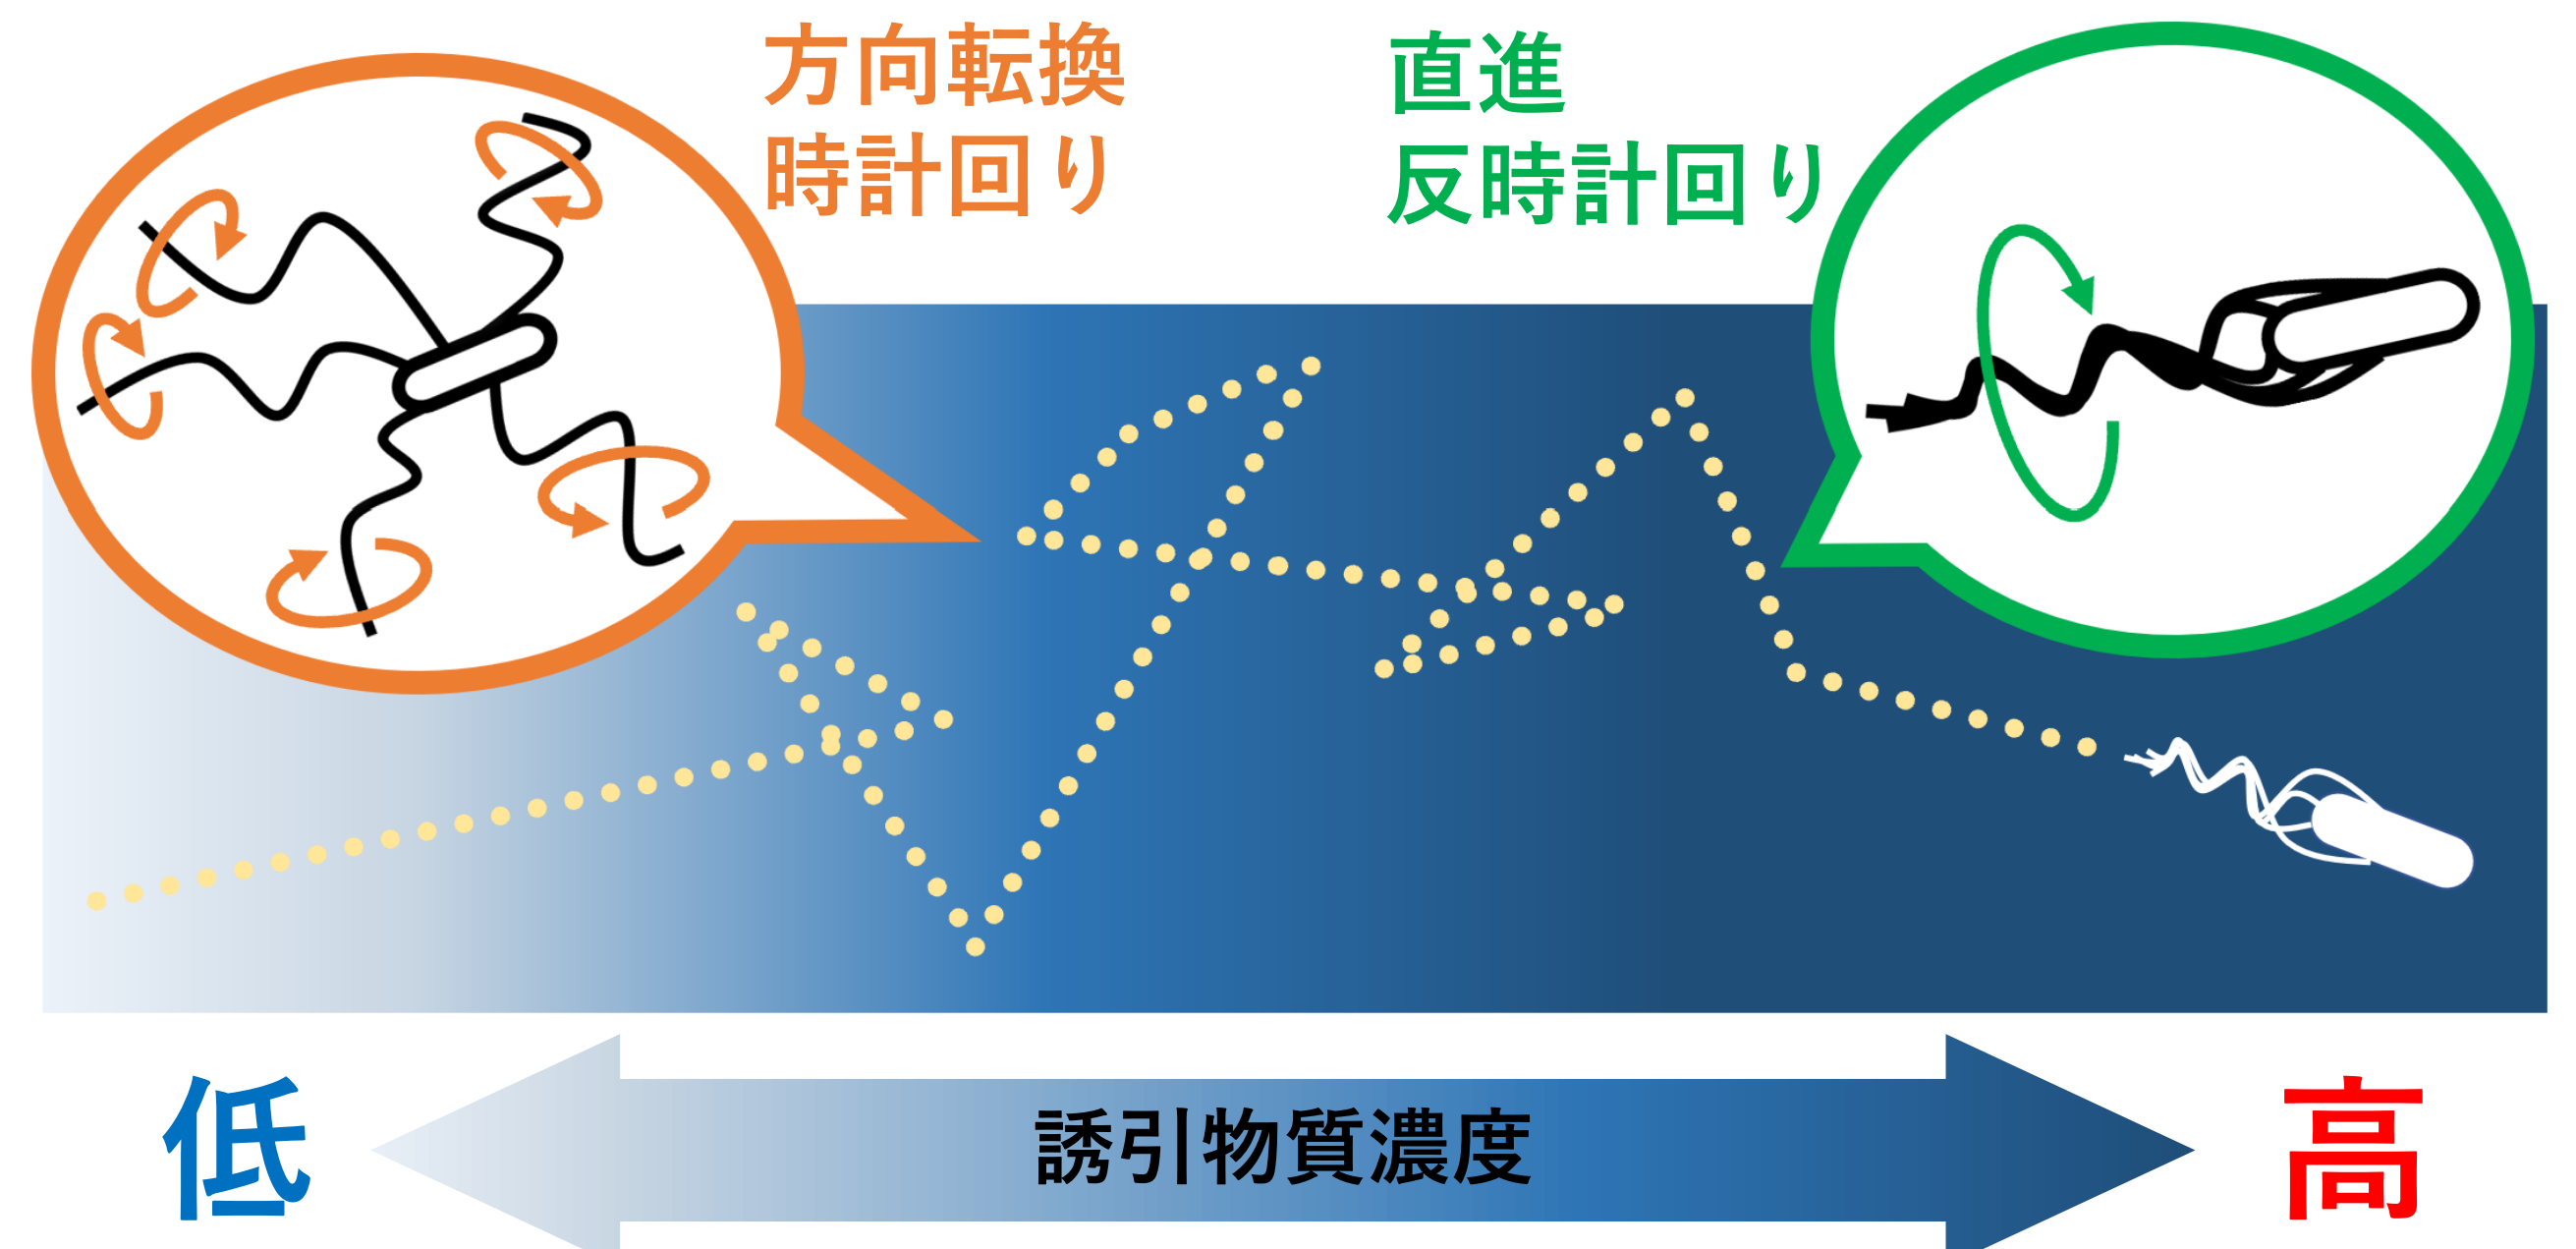 方向転換
時計回り
直進
反時計回り
低
誘引物質濃度
高